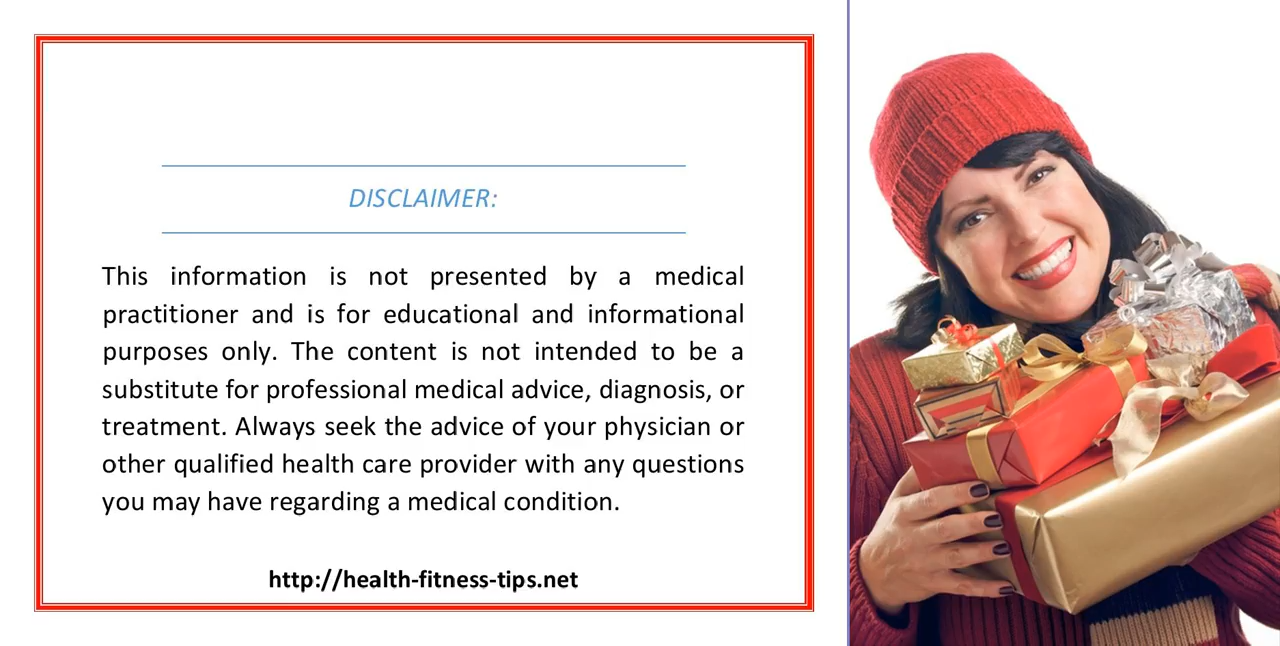 DISCLAIMER:
This information is not presented by a medical
practitioner and is for educational and informational
purposes only. The content is not intended to be a
substitute for professional medical advice, diagnosis, or
treatment. Always seek the advice of your physician or
other qualified health care provider with any questions
you may have regarding a medical condition.
http://health-fitness-tips.net